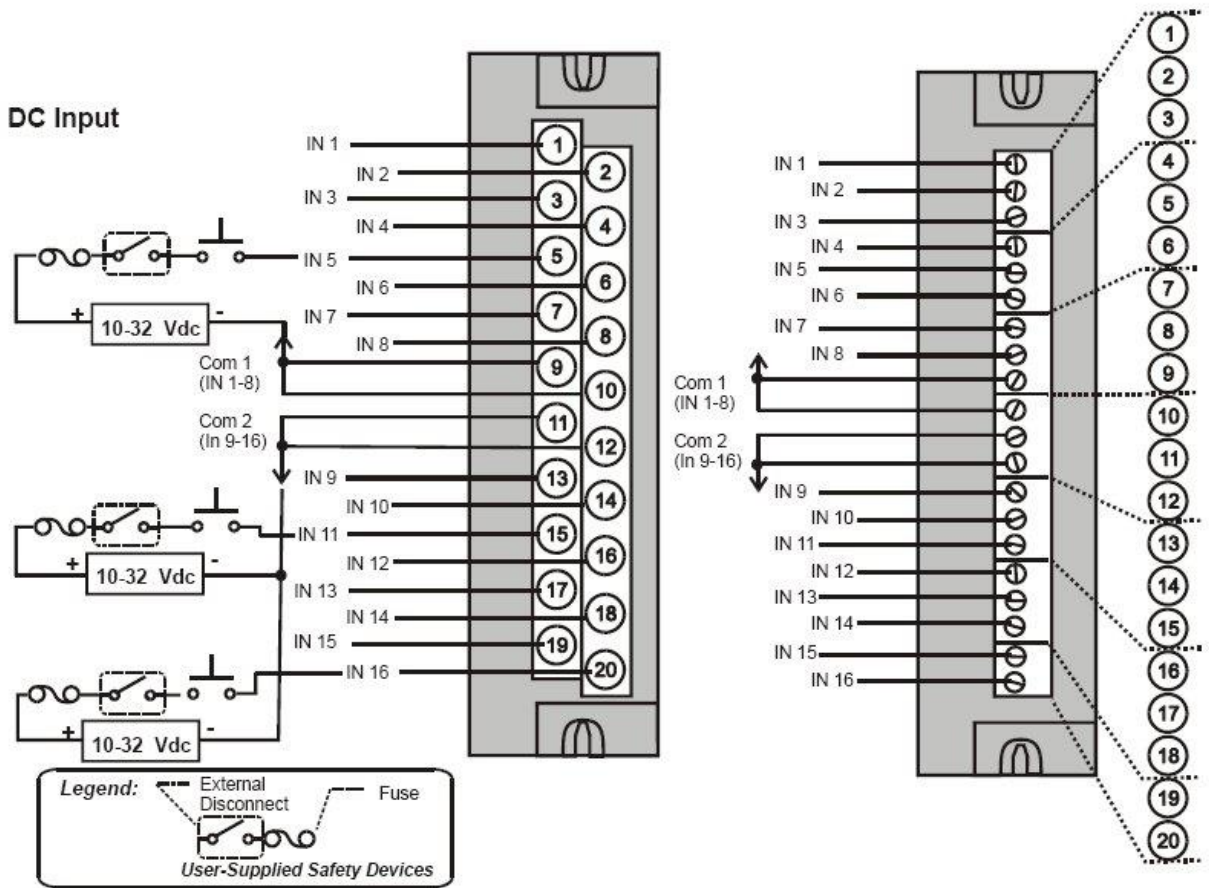 DC Input
IN 1
IN 2
IN 3
IN 4
IN 5
IN 6
IN 7
IN 8
+ 10-32 Vdc -
Com 1
(IN 1-8)
Com 2
(In 9-16)
IN 9
IN 10
IN 11
IN 12
+ 10-32 Vdc -
IN 13
IN 14
IN 15
IN 16
+ 10-32 Vdc -
1
2
3
4
5
6
7
8
9
10
11
12
13
14
15
16
17
18
19
20
Legend:
External
Disconnect
Fuse
User-Supplied Safety Devices
IN 1
IN 2
IN 3
IN 4
IN 5
IN 6
IN 7
IN 8
Com 1
(IN 1-8)
Com 2
(In 9-16)
IN 9
IN 10
IN 11
IN 12
IN 13
IN 14
IN 15
IN 16
1
2
3
4
5
6
7
8
9
10
11
12
13
14
15
16
17
18
19
20